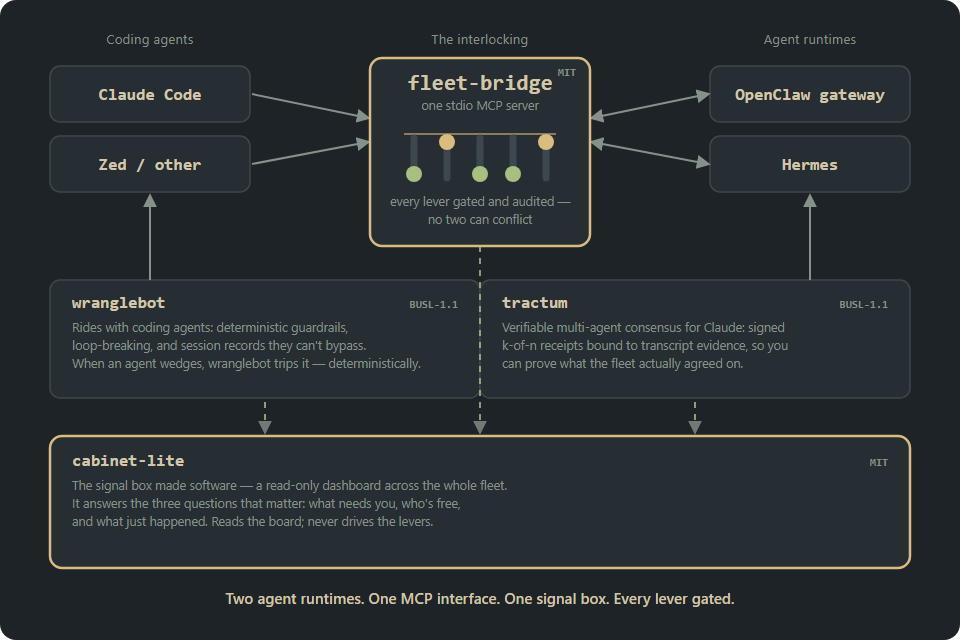 Coding agents
The interlocking
Agent runtimes
Claude Code
Zed / other
fleet-bridge
MIT
one stdio MCP server
every lever gated and audited —
no two can conflict
OpenClaw gateway
Hermes
wranglebot
BUSL-1.1
Rides with coding agents: deterministic guardrails,
loop-breaking, and session records they can't bypass.
When an agent wedges, wranglebot trips it — deterministically.
tractum
BUSL-1.1
Verifiable multi-agent consensus for Claude: signed
k-of-n receipts bound to transcript evidence, so you
can prove what the fleet actually agreed on.
cabinet-lite
MIT
The signal box made software — a read-only dashboard across the whole fleet.
It answers the three questions that matter: what needs you, who's free,
and what just happened. Reads the board; never drives the levers.
Two agent runtimes. One MCP interface. One signal box. Every lever gated.